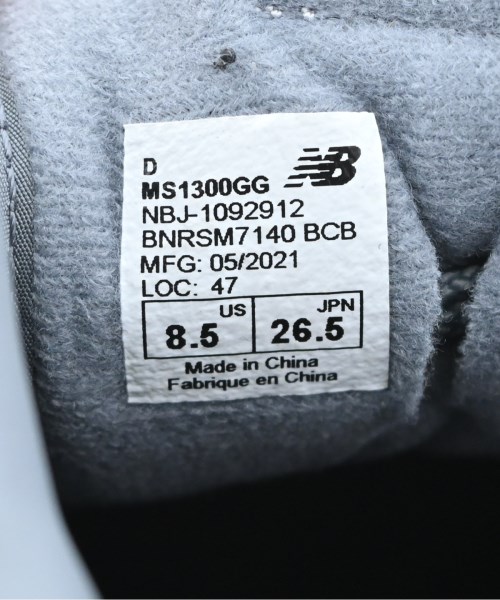 D
MS1300GG NB
NBJ-1092912
BNRSM7140 BCB
MFG: 05/2021
LOC: 47
US JPN
8.5 26.5
Made in China
Fabrique en China